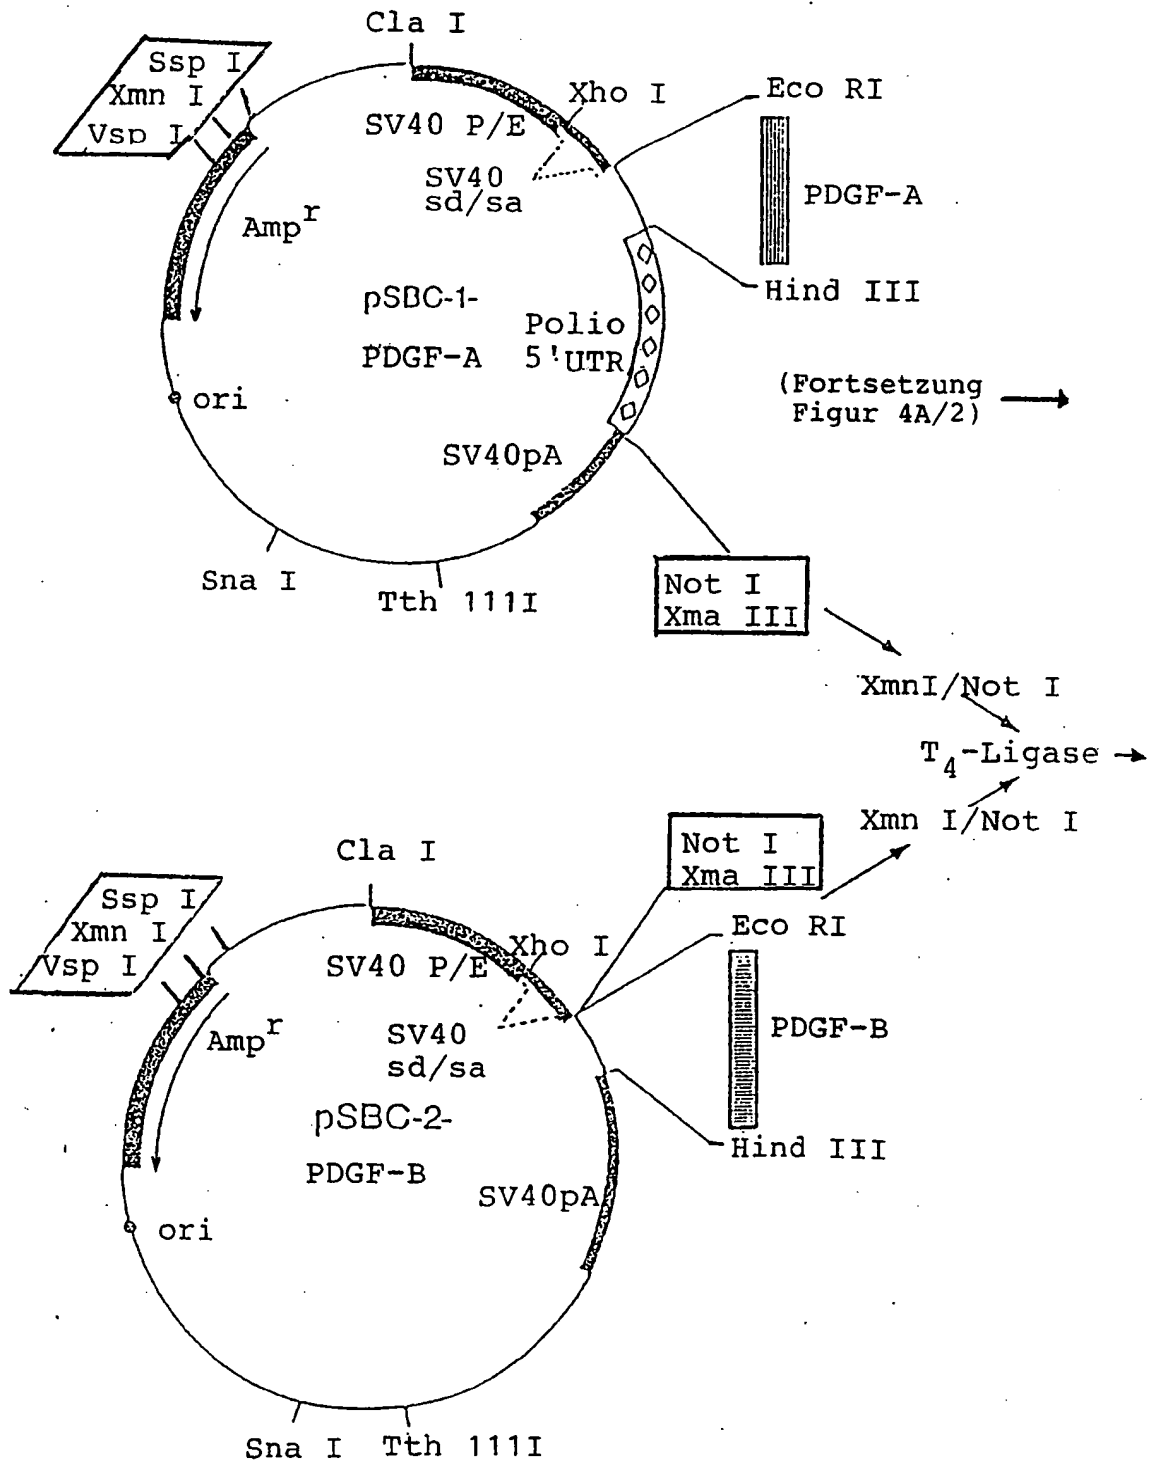 Cla I
Ssp I
Xmn I
Vsp I
Xho I
Eco RI
SV40 P/E
SV40
sd/sa
PDGF-A
Amp^r
Hind III
pSBC-1-
PDGF-A
Polio
5'UTR
ori
(Fortsetzung
Figur 4A/2)
SV40pA
Sna I
Tth 111I
Not I
Xma III
XmnI/Not I
T4-Ligase
Xmn I/Not I
Not I
Xma III
Cla I
Ssp I
Xmn I
Vsp I
Xho I
Eco RI
SV40 P/E
SV40
sd/sa
PDGF-B
Amp^r
pSBC-2-
PDGF-B
Hind III
SV40pA
ori
Sna I
Tth 111I